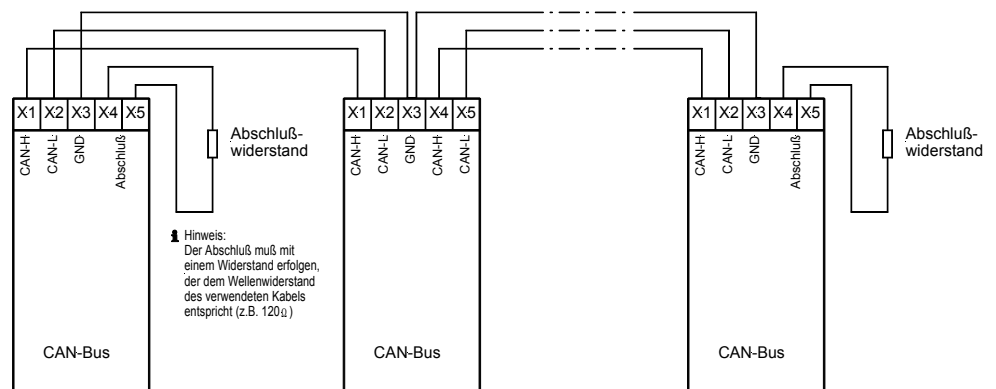 X1 X2 X3 X4 X5
CAN-H
CAN-L
GND
Abschluß
Abschluß-
widerstand
Hinweis:
Der Abschluß muß mit
einem Widerstand erfolgen,
der dem Wellenwiderstand
des verwendeten Kabels
entspricht (z.B. 120Ω)
CAN-Bus
X1 X2 X3 X4 X5
CAN-H
CAN-L
GND
CAN-H
CAN-L
CAN-Bus
X1 X2 X3 X4 X5
CAN-H
CAN-L
GND
Abschluß
Abschluß-
widerstand
CAN-Bus